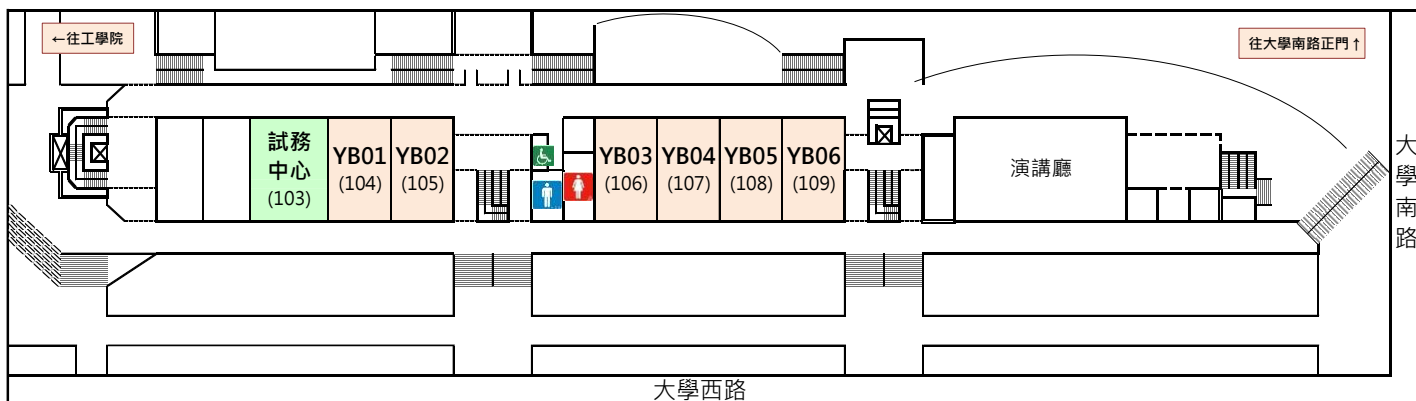 ←往工學院
往大學南路正門↑
試務
中心
(103)
YB01
(104)
YB02
(105)
YB03
(106)
YB04
(107)
YB05
(108)
YB06
(109)
演講廳
大
學
南
路
大學西路